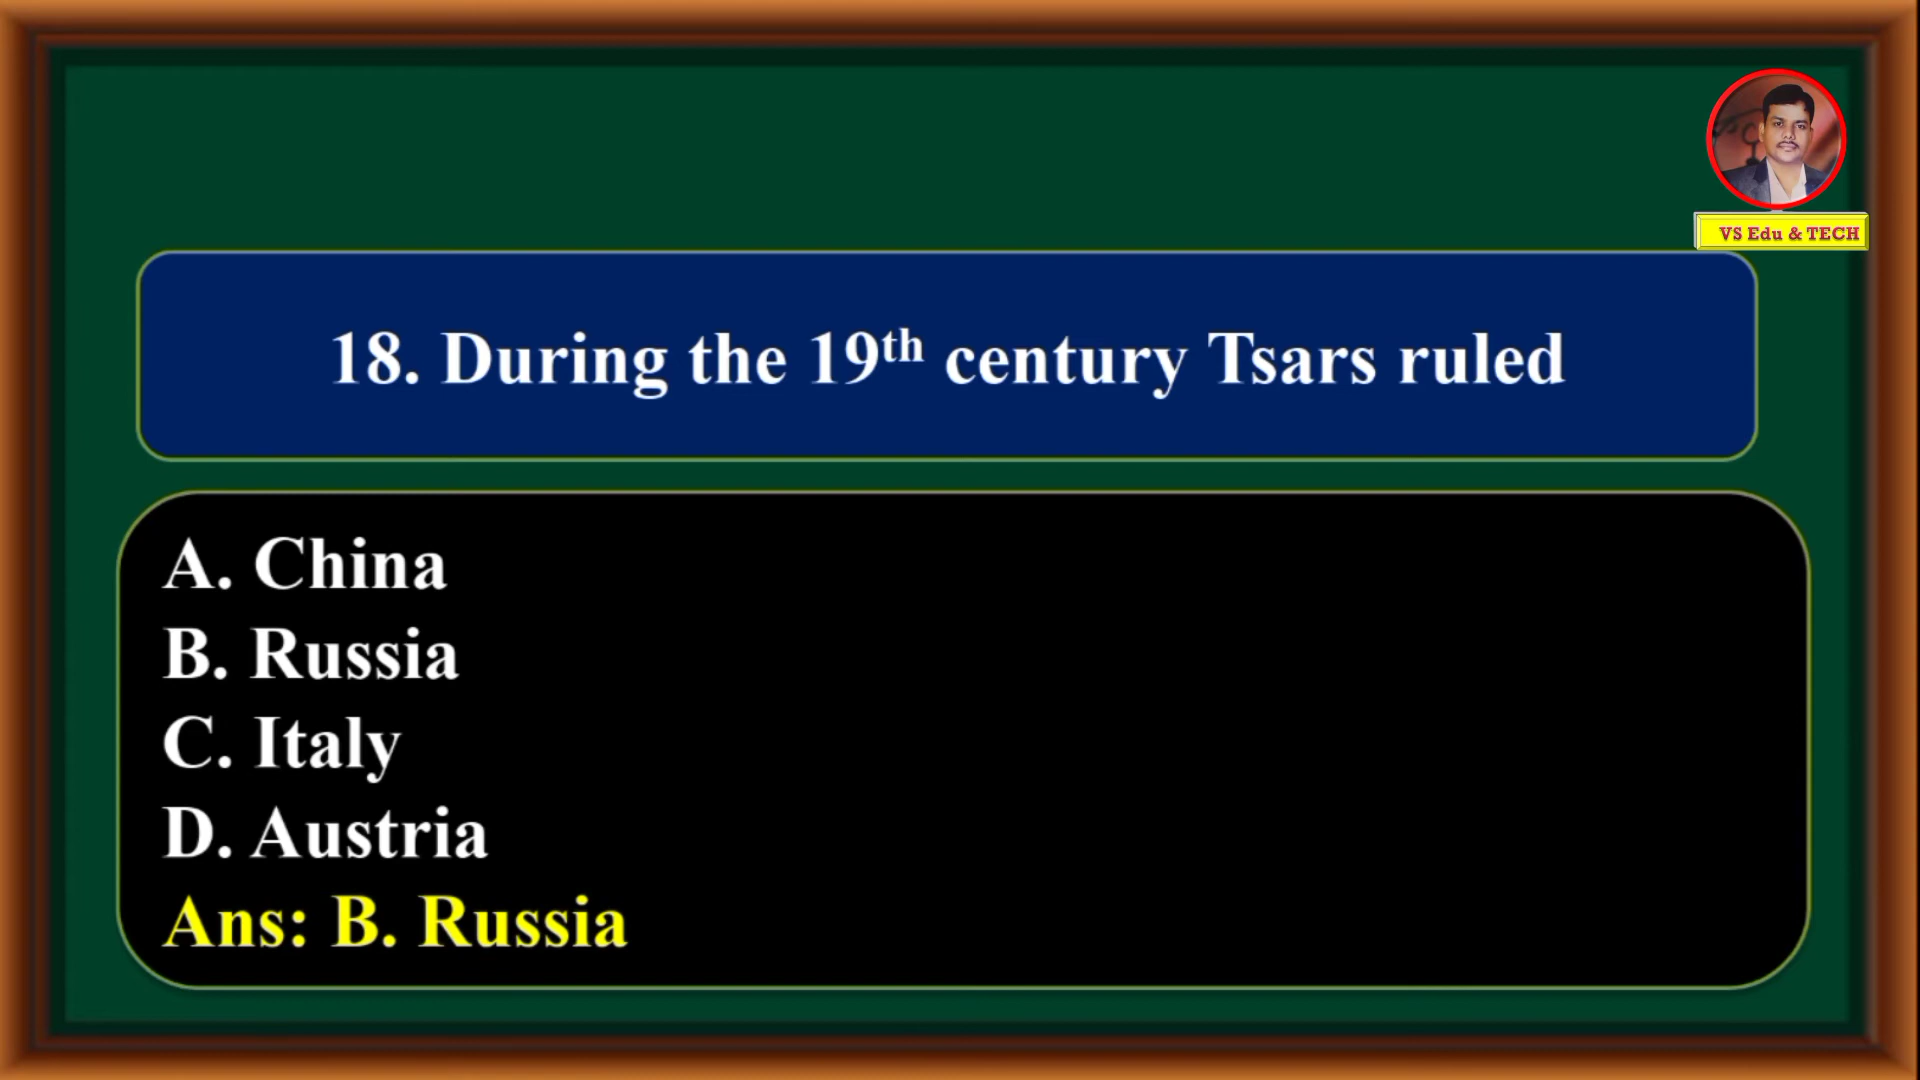 VS Edu & TECH
18. During the 19th century Tsars ruled
A. China
B. Russia
C. Italy
D. Austria
Ans: B. Russia